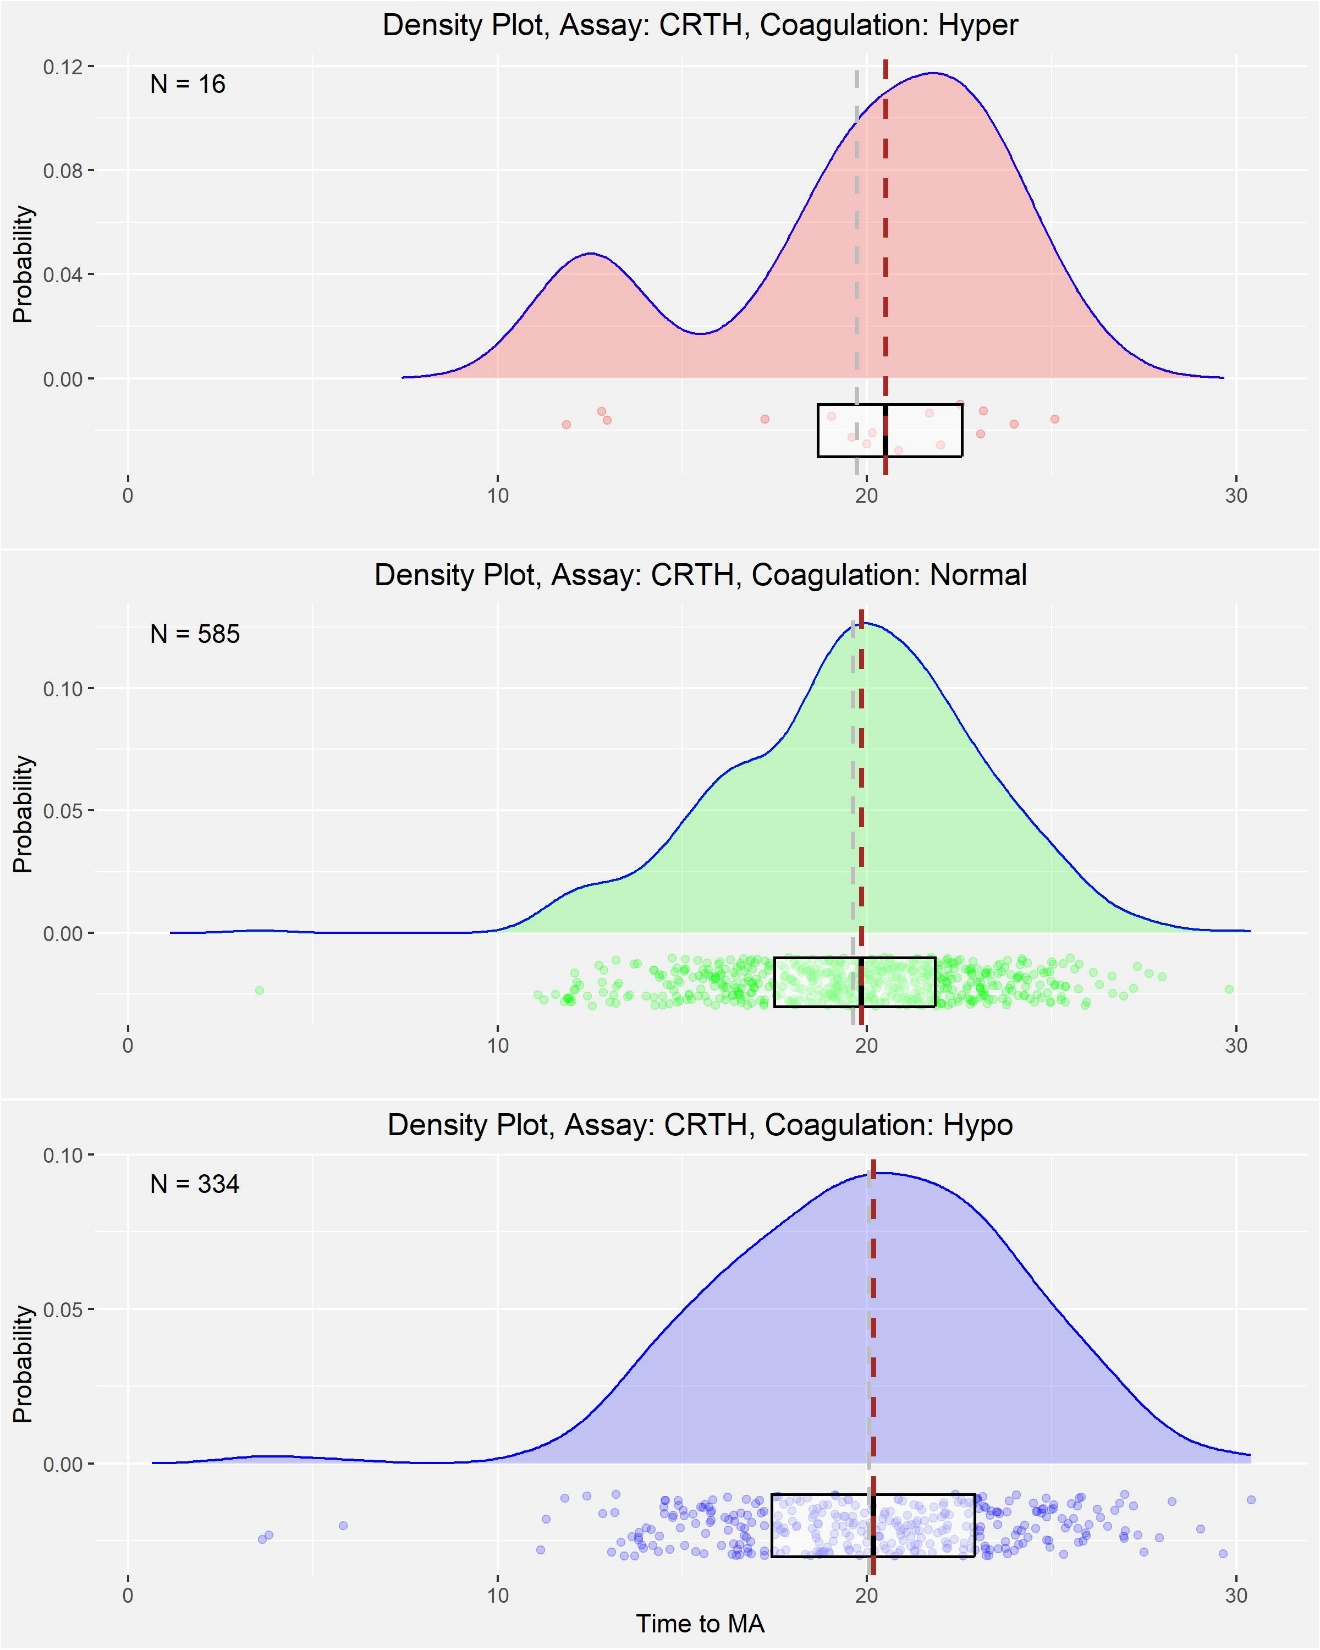 Density Plot, Assay: CRTH, Coagulation: Hyper
N = 16
0.12
0.08
0.04
0.00
Probability
0 10 20 30
Density Plot, Assay: CRTH, Coagulation: Normal
N = 585
0.10
0.05
0.00
Probability
0 10 20 30
Density Plot, Assay: CRTH, Coagulation: Hypo
0.10
N = 334
0.05
0.00
Probability
0 10 20 30
Time to MA